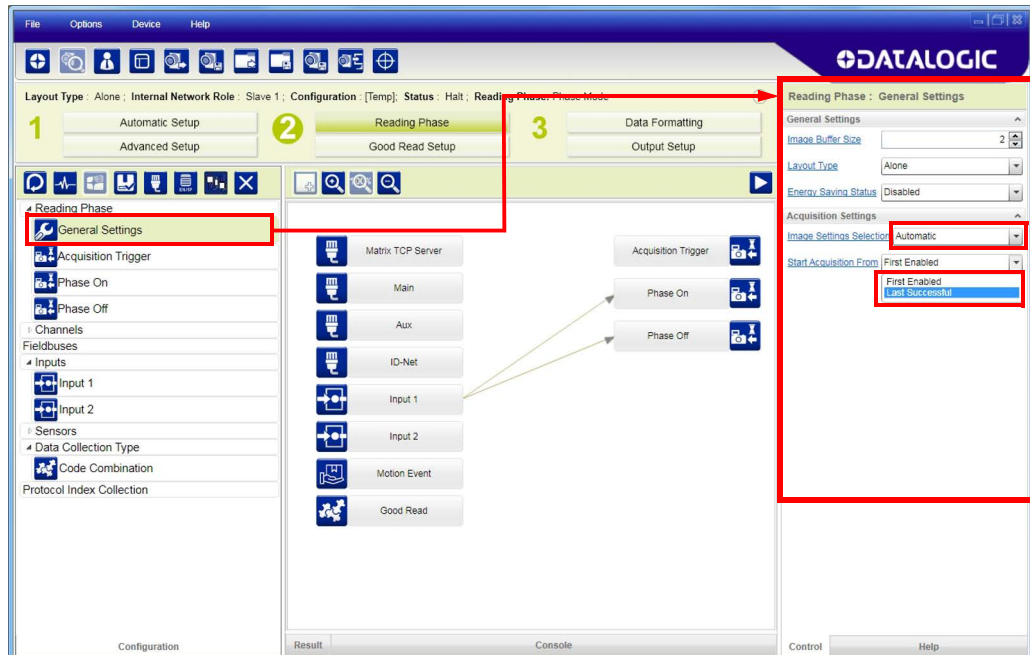 File Options Device Help
DATALOGIC
Layout Type : Alone ; Internal Network Role : Slave 1 ; Configuration : [Temp]; Status : Halt ; Reading Phase: Phase Mode
1
Automatic Setup
Advanced Setup
2
Reading Phase
Good Read Setup
3
Data Formatting
Output Setup
Reading Phase
General Settings
Acquisition Trigger
Phase On
Phase Off
Channels
Fieldbuses
Inputs
Input 1
Input 2
Sensors
Data Collection Type
Code Combination
Protocol Index Collection
Configuration
100%
Matrix TCP Server
Main
Aux
ID-Net
Input 1
Input 2
Motion Event
Good Read
Acquisition Trigger
Phase On
Phase Off
Result Console
Reading Phase : General Settings
General Settings
Image Buffer Size 2
Layout Type Alone
Energy Saving Status Disabled
Acquisition Settings
Image Settings Selection Automatic
Start Acquisition From First Enabled
First Enabled
Last Successful
Control Help